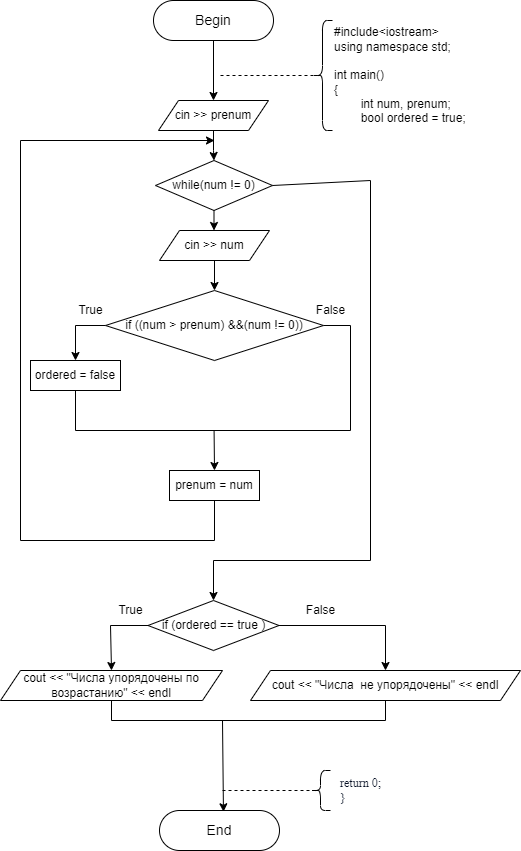 Begin
#include<iostream>
using namespace std;
int main()
{
int num, prenum;
bool ordered = true;
cin >> prenum
while(num != 0)
cin >> num
True
False
if ((num > prenum) &&(num != 0))
ordered = false
prenum = num
True
False
if (ordered == true )
cout << "Числа упорядочены по
возрастанию" << endl
cout << "Числа  не упорядочены" << endl
return 0;
}
End